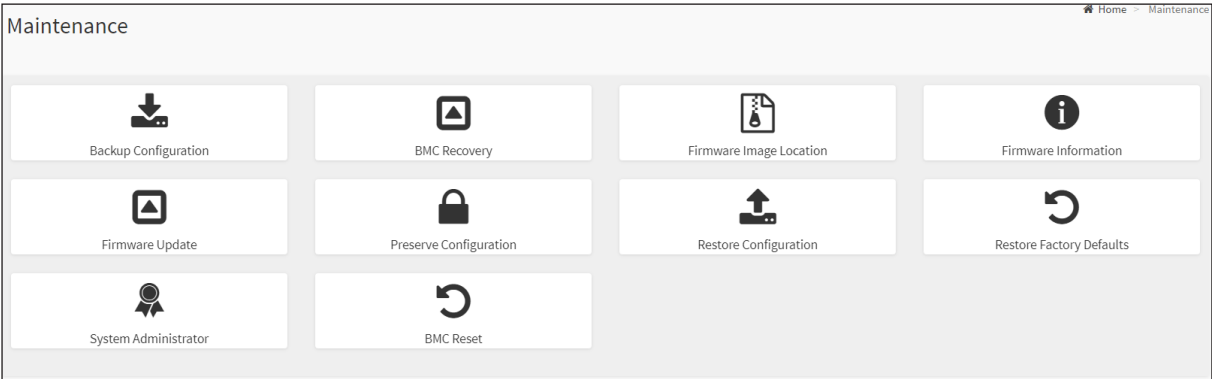 Home > Maintenance
Maintenance
Backup Configuration
BMC Recovery
Firmware Image Location
Firmware Information
Firmware Update
Preserve Configuration
Restore Configuration
Restore Factory Defaults
System Administrator
BMC Reset